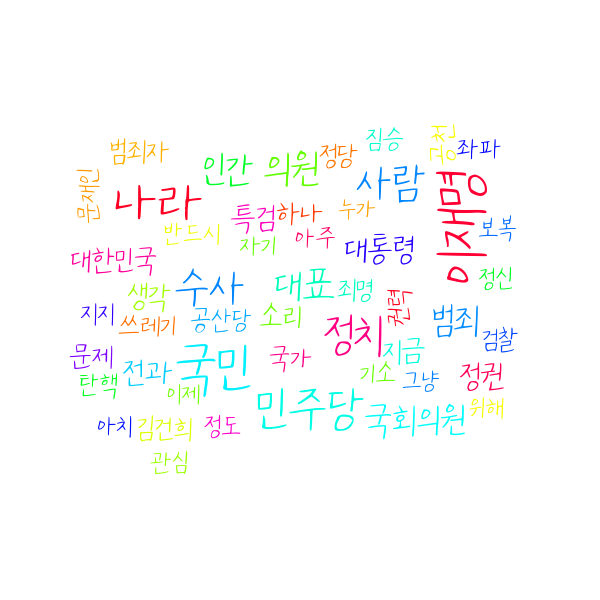 범죄자
짐승
공천
좌파
인간
의원
정당
문재인
나라
사람
이재명
특검
하나
누가
보복
반드시
자기
아주
대통령
대한민국
정신
생각
수사
대표
죄명
권력
지지
쓰레기
공산당
소리
정치
범죄
검찰
문제
전과
국민
국가
지금
탄핵
이제
기소
그냥
정권
민주당
국회의원
위해
아치
김건희
정도
관심